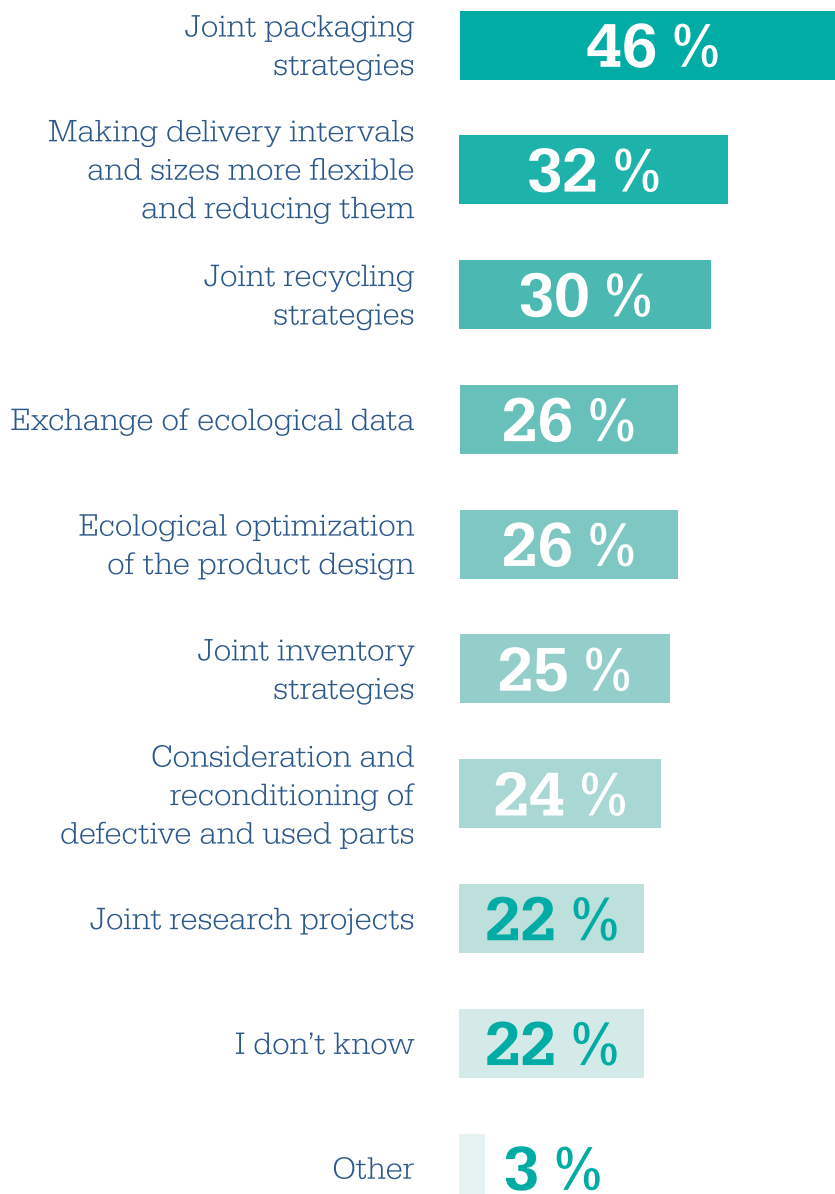 Joint packaging
strategies
46 %
Making delivery intervals
and sizes more flexible
and reducing them
32 %
Joint recycling
strategies
30 %
Exchange of ecological data
26 %
Ecological optimization
of the product design
26 %
Joint inventory
strategies
25 %
Consideration and
reconditioning of
defective and used parts
24 %
Joint research projects
22 %
I don’t know
22 %
Other
3 %